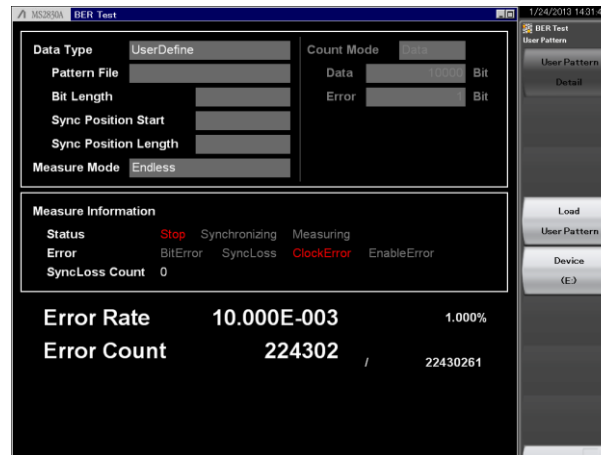 MS2850A BER Test
1/24/2013 14:31:4
BER Test
User Pattern
Data Type UserDefine Count Mode Data
Pattern File Data 10000 Bit
Bit Length Error 1 Bit
Sync Position Start
Sync Position Length
Measure Mode Endless
User Pattern
Detail
Measure Information
Status Stop Synchronizing Measuring
Error BitError SyncLoss ClockError EnableError
SyncLoss Count 0
Load
User Pattern
Device
(E:)
Error Rate 10.000E-003 1.000%
Error Count 224302 / 22430261